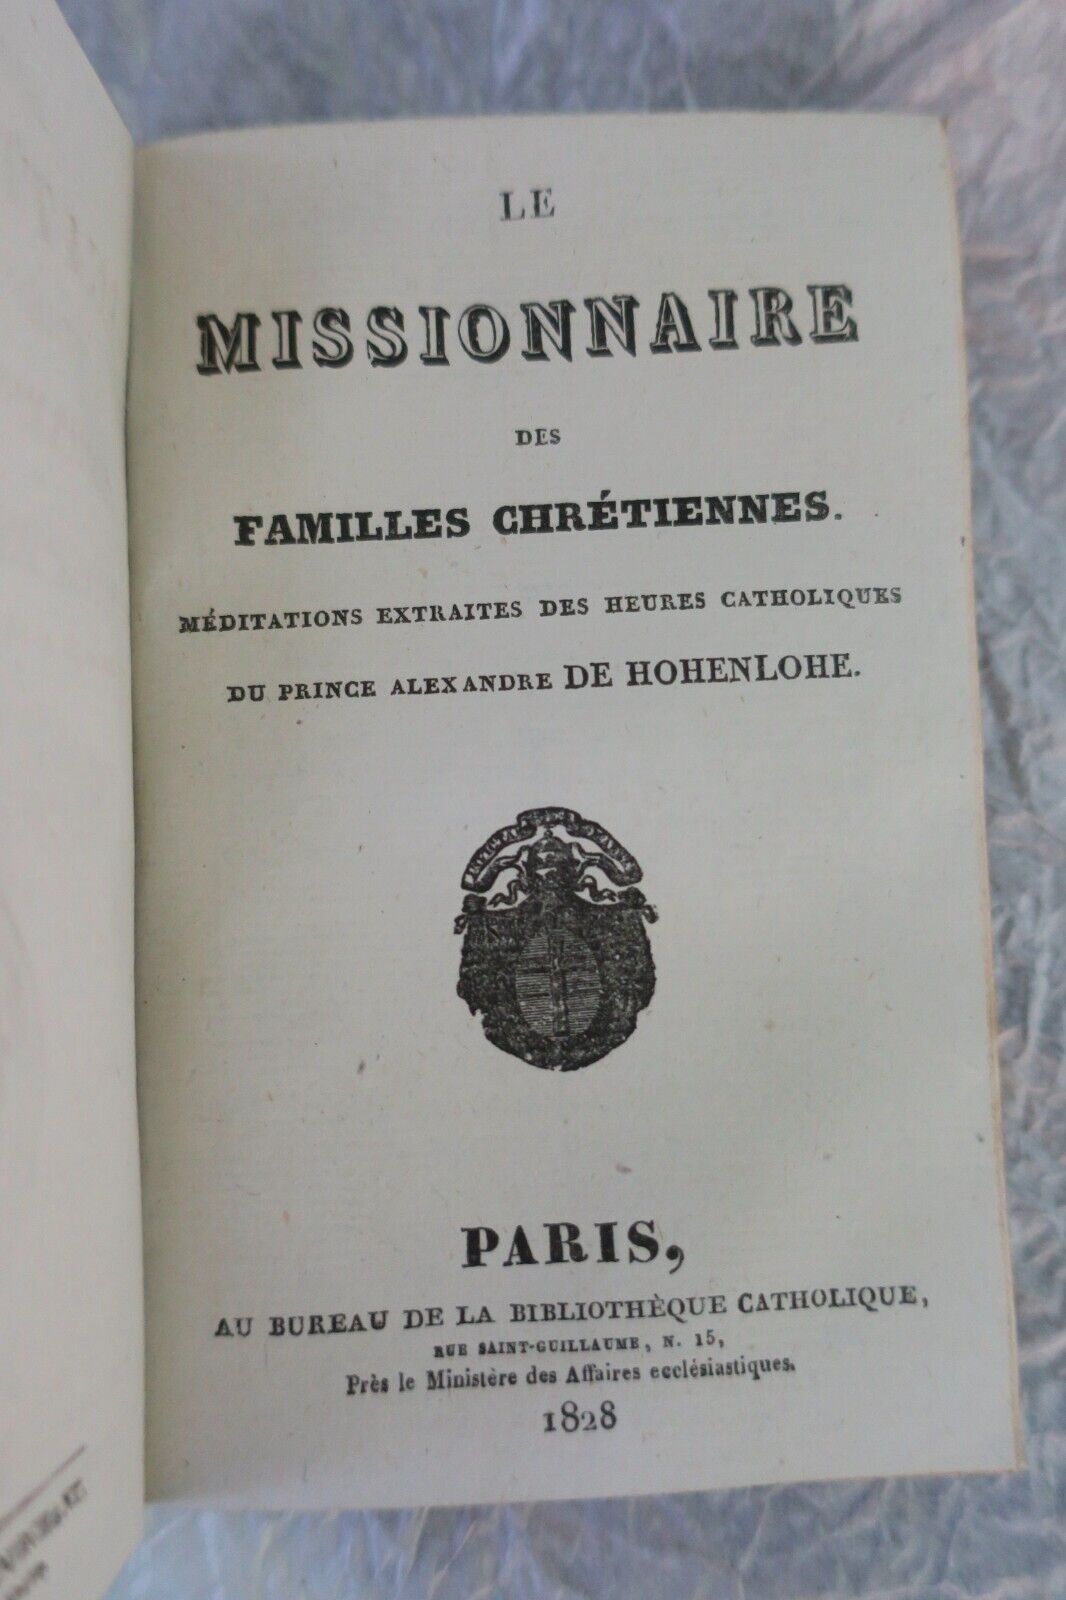 LE
MISSIONNAIRE
DES
FAMILLES CHRÉTIENNES.
MÉDITATIONS EXTRAITES DES HEURES CATHOLIQUES
DU PRINCE ALEXANDRE DE HOHENLOHE.
PARIS,
AU BUREAU DE LA BIBLIOTHÈQUE CATHOLIQUE,
RUE SAINT-GUILLAUME, N. 15,
Près le Ministère des Affaires ecclésiastiques.
1828